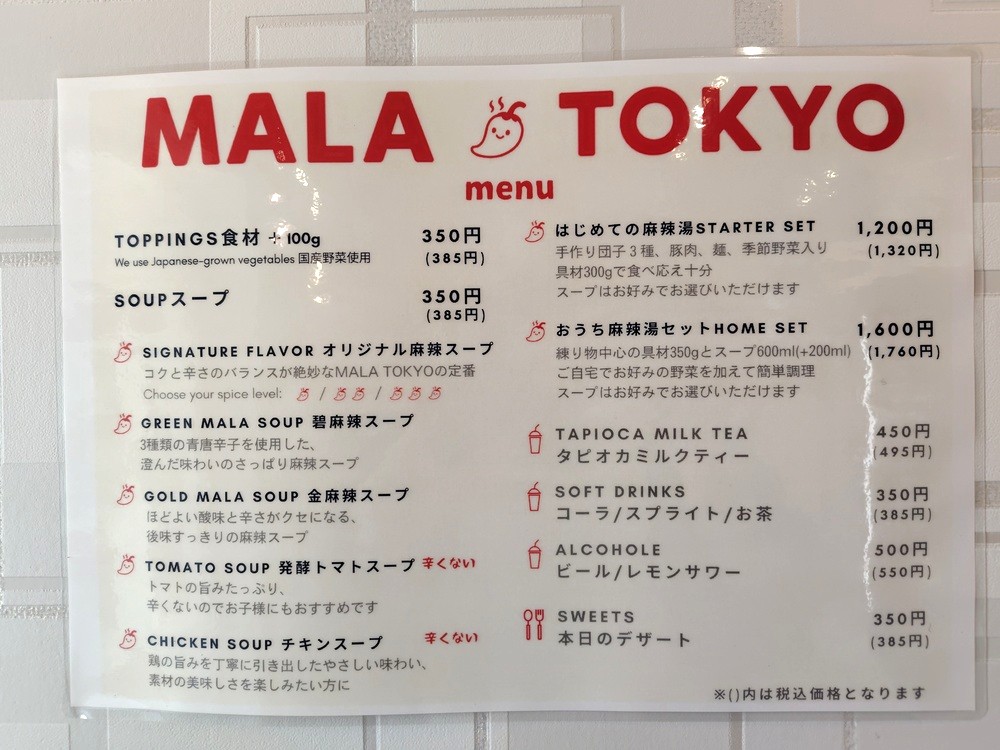 MALA TOKYO
menu
TOPPINGS食材 + 100g 350円
We use Japanese-grown vegetables 国産野菜使用 (385円)
SOUPスープ 350円
(385円)
SIGNATURE FLAVOR オリジナル麻辣スープ
コクと辛さのバランスが絶妙なMALA TOKYOの定番
Choose your spice level: / /
GREEN MALA SOUP 碧麻辣スープ
3種類の青唐辛子を使用した、
澄んだ味わいのさっぱり麻辣スープ
GOLD MALA SOUP 金麻辣スープ
ほどよい酸味と辛さがクセになる、
後味すっきりの麻辣スープ
TOMATO SOUP 発酵トマトスープ 辛くない
トマトの旨みたっぷり、
辛くないのでお子様にもおすすめです
CHICKEN SOUP チキンスープ 辛くない
鶏の旨みを丁寧に引き出したやさしい味わい、
素材の美味しさを楽しみたい方に
はじめての麻辣湯STARTER SET 1,200円
手作り団子3種、豚肉、麺、季節野菜入り (1,320円)
具材300gで食べ応え十分
スープはお好みでお選びいただけます
おうち麻辣湯セットHOME SET 1,600円
練り物中心の具材350gとスープ600ml(+200ml) (1,760円)
ご自宅でお好みの野菜を加えて簡単調理
スープはお好みでお選びいただけます
TAPIOCA MILK TEA 450円
タピオカミルクティー (495円)
SOFT DRINKS 350円
コーラ/スプライト/お茶 (385円)
ALCOHOLE 500円
ビール/レモンサワー (550円)
SWEETS 350円
本日のデザート (385円)
※()内は税込価格となります